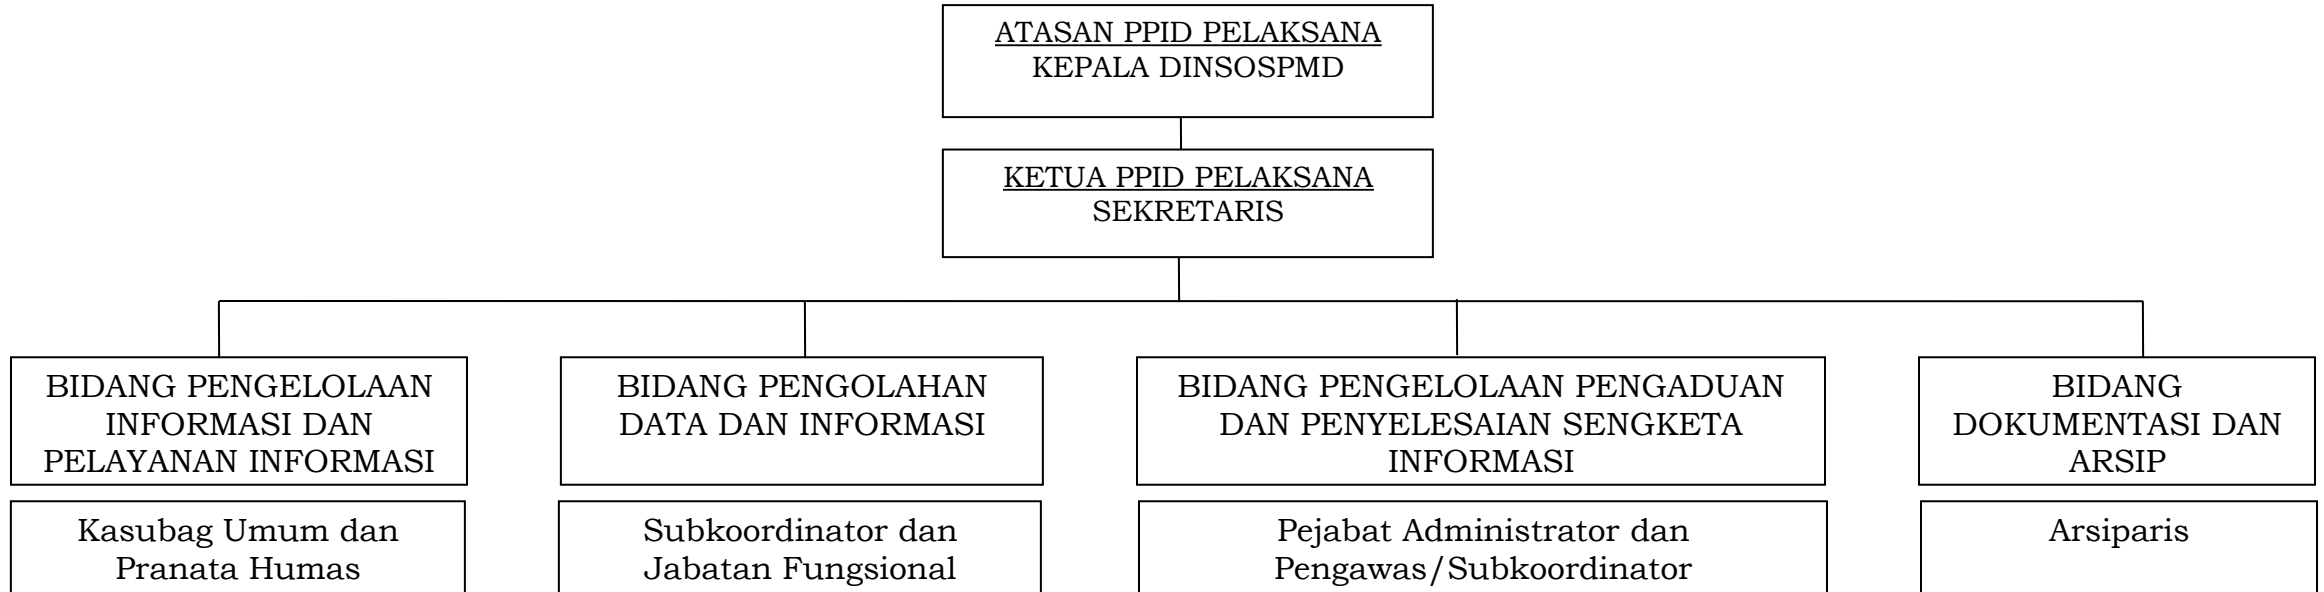 ATASAN PPID PELAKSANA
KEPALA DINSOSPMD
KETUA PPID PELAKSANA
SEKRETARIS
BIDANG PENGELOLAAN
INFORMASI DAN
PELAYANAN INFORMASI
BIDANG PENGOLAHAN
DATA DAN INFORMASI
BIDANG PENGELOLAAN PENGADUAN
DAN PENYELESAIAN SENGKETA
INFORMASI
BIDANG
DOKUMENTASI DAN
ARSIP
Kasubag Umum dan
Pranata Humas
Subkoordinator dan
Jabatan Fungsional
Pejabat Administrator dan
Pengawas/Subkoordinator
Arsiparis